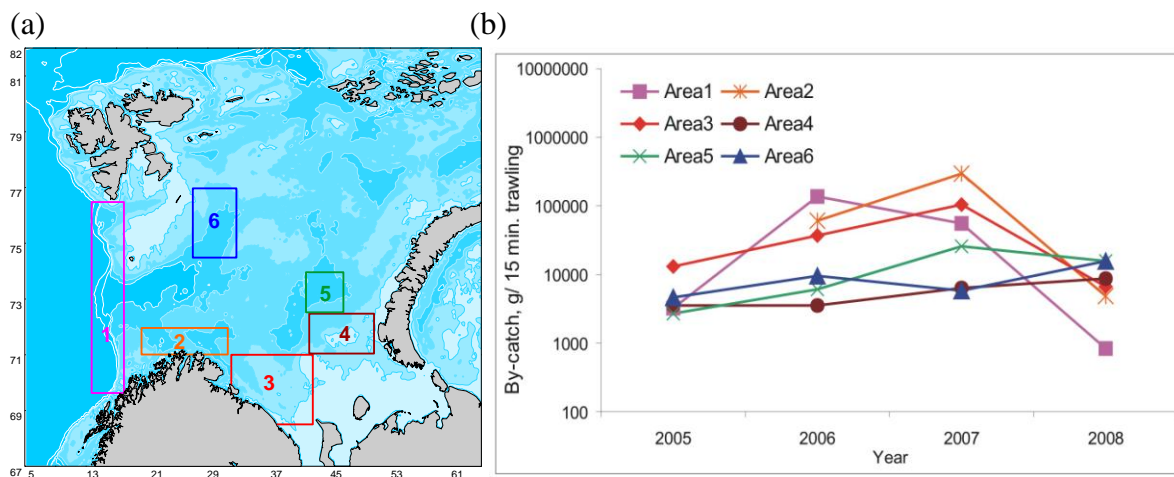 (a)
82
81
79
77
75
73
71
69
67
5 13 21 29 37 45 53 61
1
2
3
4
5
6
(b)
10000000
1000000
100000
10000
1000
100
By-catch, g/ 15 min. trawling
Area1 Area2
Area3 Area4
Area5 Area6
2005 2006 2007 2008
Year